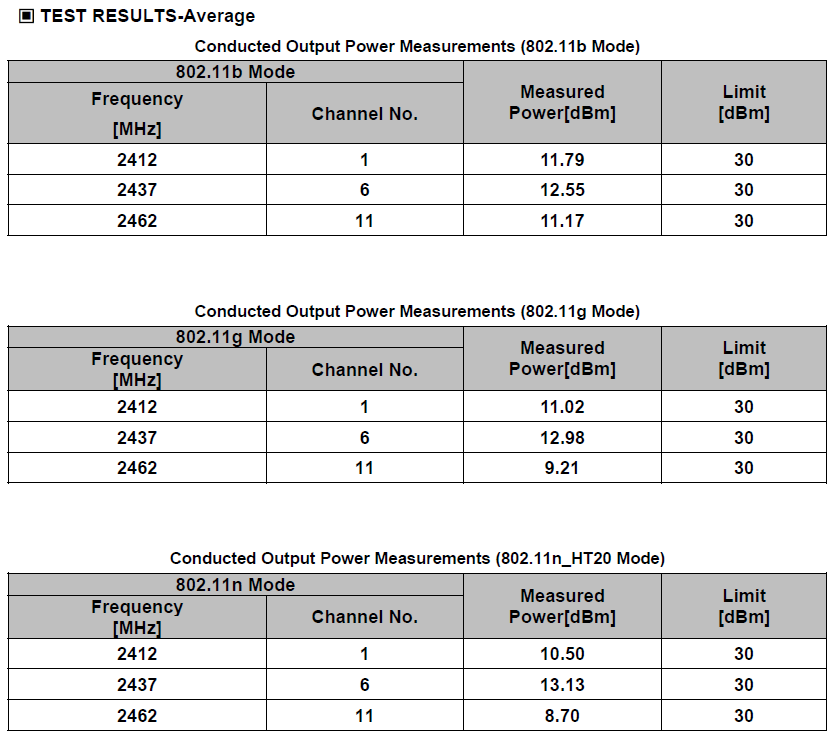 ▣ TEST RESULTS-Average
Conducted Output Power Measurements (802.11b Mode)
802.11b Mode
Measured Power[dBm]
Limit [dBm]
Frequency [MHz]
Channel No.
2412 1 11.79 30
2437 6 12.55 30
2462 11 11.17 30
Conducted Output Power Measurements (802.11g Mode)
802.11g Mode
Measured Power[dBm]
Limit [dBm]
Frequency [MHz]
Channel No.
2412 1 11.02 30
2437 6 12.98 30
2462 11 9.21 30
Conducted Output Power Measurements (802.11n_HT20 Mode)
802.11n Mode
Measured Power[dBm]
Limit [dBm]
Frequency [MHz]
Channel No.
2412 1 10.50 30
2437 6 13.13 30
2462 11 8.70 30